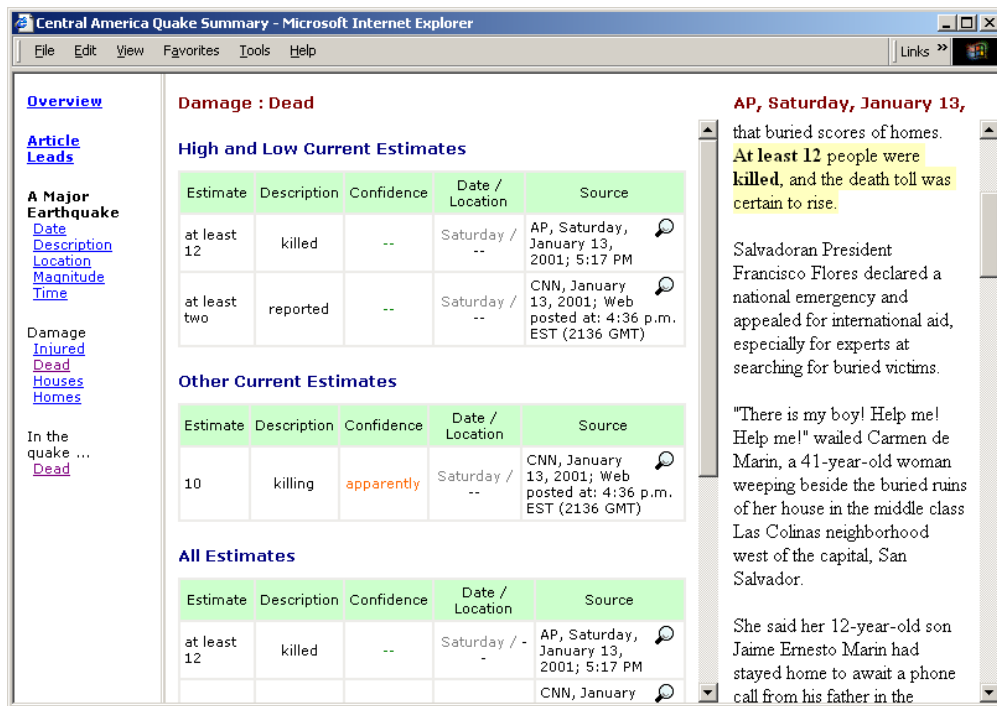 Central America Quake Summary - Microsoft Internet Explorer
File Edit View Favorites Tools Help
Links »
Overview
Article
Leads
A Major
Earthquake
Date
Description
Location
Magnitude
Time
Damage
Injured
Dead
Houses
Homes
In the
quake ...
Dead
Damage : Dead
High and Low Current Estimates
Estimate Description Confidence Date / Location Source
at least 12 killed -- Saturday / -- AP, Saturday, January 13, 2001; 5:17 PM
at least two reported -- Saturday / -- CNN, January 13, 2001; Web posted at: 4:36 p.m. EST (2136 GMT)
Other Current Estimates
Estimate Description Confidence Date / Location Source
10 killing apparently Saturday / -- CNN, January 13, 2001; Web posted at: 4:36 p.m. EST (2136 GMT)
All Estimates
Estimate Description Confidence Date / Location Source
at least 12 killed -- Saturday / -- AP, Saturday, January 13, 2001; 5:17 PM
CNN, January
AP, Saturday, January 13,
that buried scores of homes.
At least 12 people were
killed, and the death toll was
certain to rise.
Salvadoran President
Francisco Flores declared a
national emergency and
appealed for international aid,
especially for experts at
searching for buried victims.
"There is my boy! Help me!
Help me!" wailed Carmen de
Marin, a 41-year-old woman
weeping beside the buried ruins
of her house in the middle class
Las Colinas neighborhood
west of the capital, San
Salvador.
She said her 12-year-old son
Jaime Ernesto Marin had
stayed home to await a phone
call from his father in the